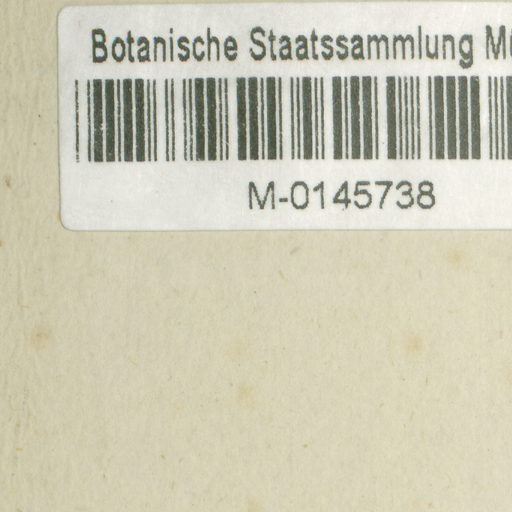 Botanische Staatssammlung
M-0145738